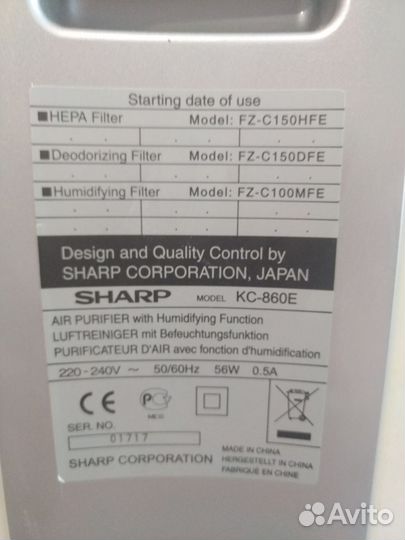 Starting date of use
■HEPA Filter Model: FZ-C150HFE
■Deodorizing Filter Model: FZ-C150DFE
■Humidifying Filter Model: FZ-C100MFE
Design and Quality Control by
SHARP CORPORATION, JAPAN
SHARP MODEL KC-860E
AIR PURIFIER with Humidifying Function
LUFTREINIGER mit Befeuchtungsfunktion
PURIFICATEUR D'AIR avec fonction d'humidification
220-240V ~ 50/60Hz 56W 0.5A
CE
SER. NO.
01717
MADE IN CHINA
HERGESTELLT IN CHINA
FABRIQUÉ EN CHINE
SHARP CORPORATION
Avito